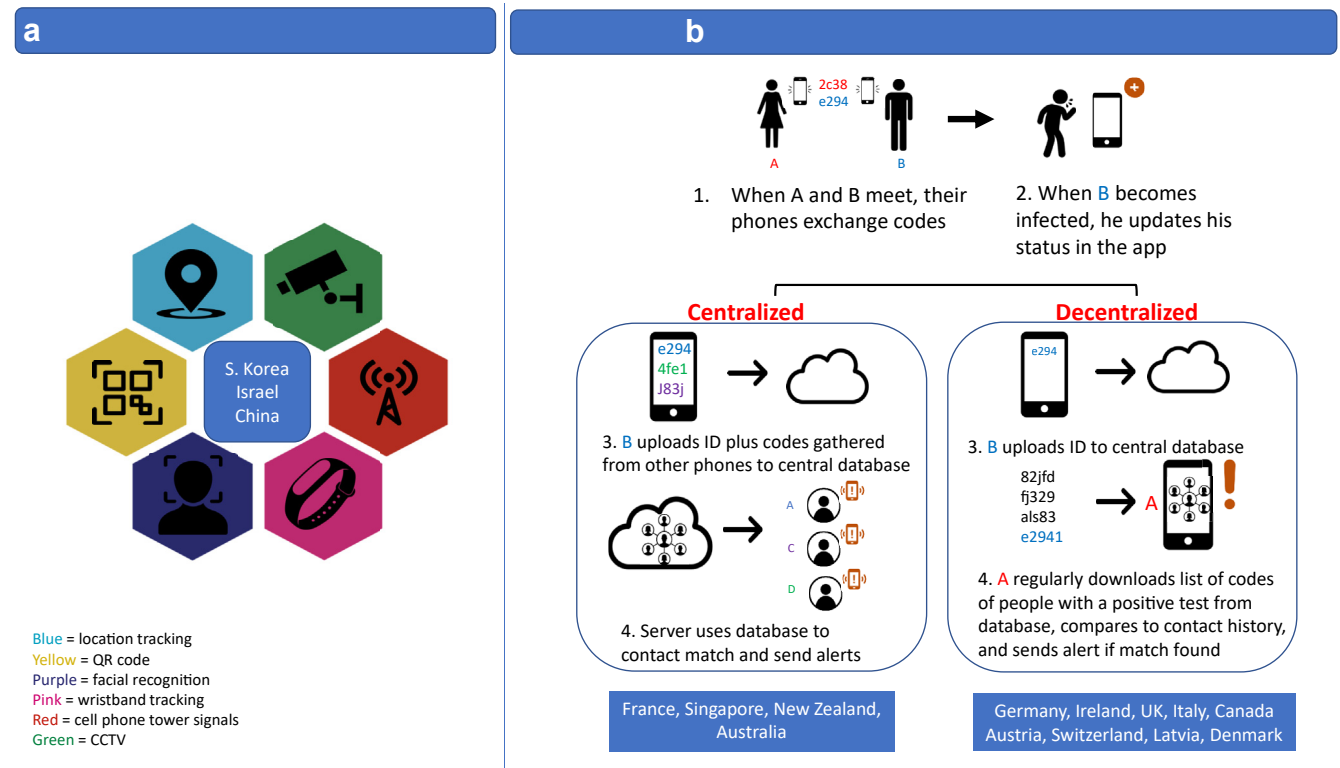 a
S. Korea
Israel
China
Blue = location tracking
Yellow = QR code
Purple = facial recognition
Pink = wristband tracking
Red = cell phone tower signals
Green = CCTV
b
2c38
e294
A
B
1. When A and B meet, their
phones exchange codes
2. When B becomes
infected, he updates his
status in the app
Centralized
e294
4fe1
J83j
3. B uploads ID plus codes gathered
from other phones to central database
A
C
D
4. Server uses database to
contact match and send alerts
France, Singapore, New Zealand,
Australia
Decentralized
e294
3. B uploads ID to central database
82jfd
fj329
als83
e2941
A
4. A regularly downloads list of codes
of people with a positive test from
database, compares to contact history,
and sends alert if match found
Germany, Ireland, UK, Italy, Canada
Austria, Switzerland, Latvia, Denmark